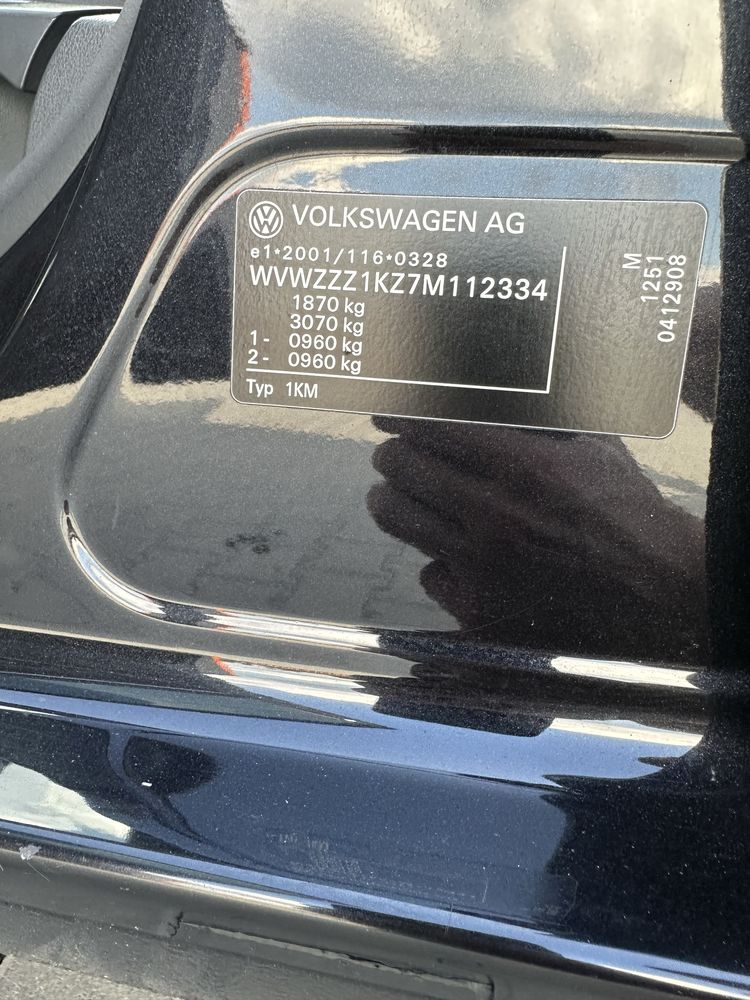 VOLKSWAGEN AG
e1*2001/116*0328
WVWZZZ1KZ7M112334
1870 kg
3070 kg
1- 0960 kg
2- 0960 kg
Typ 1KM
M
1251
0412908